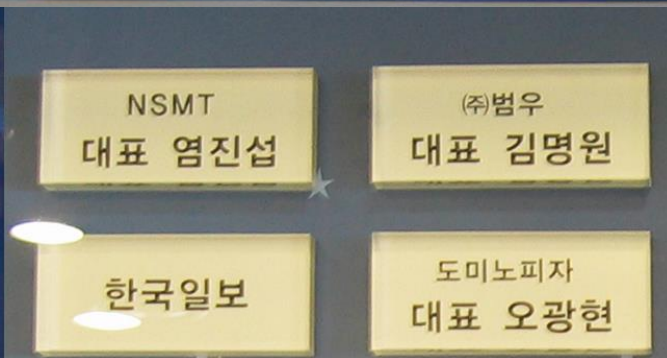 NSMT
대표 염진섭
㈜범우
대표 김명원
한국일보
도미노피자
대표 오광현